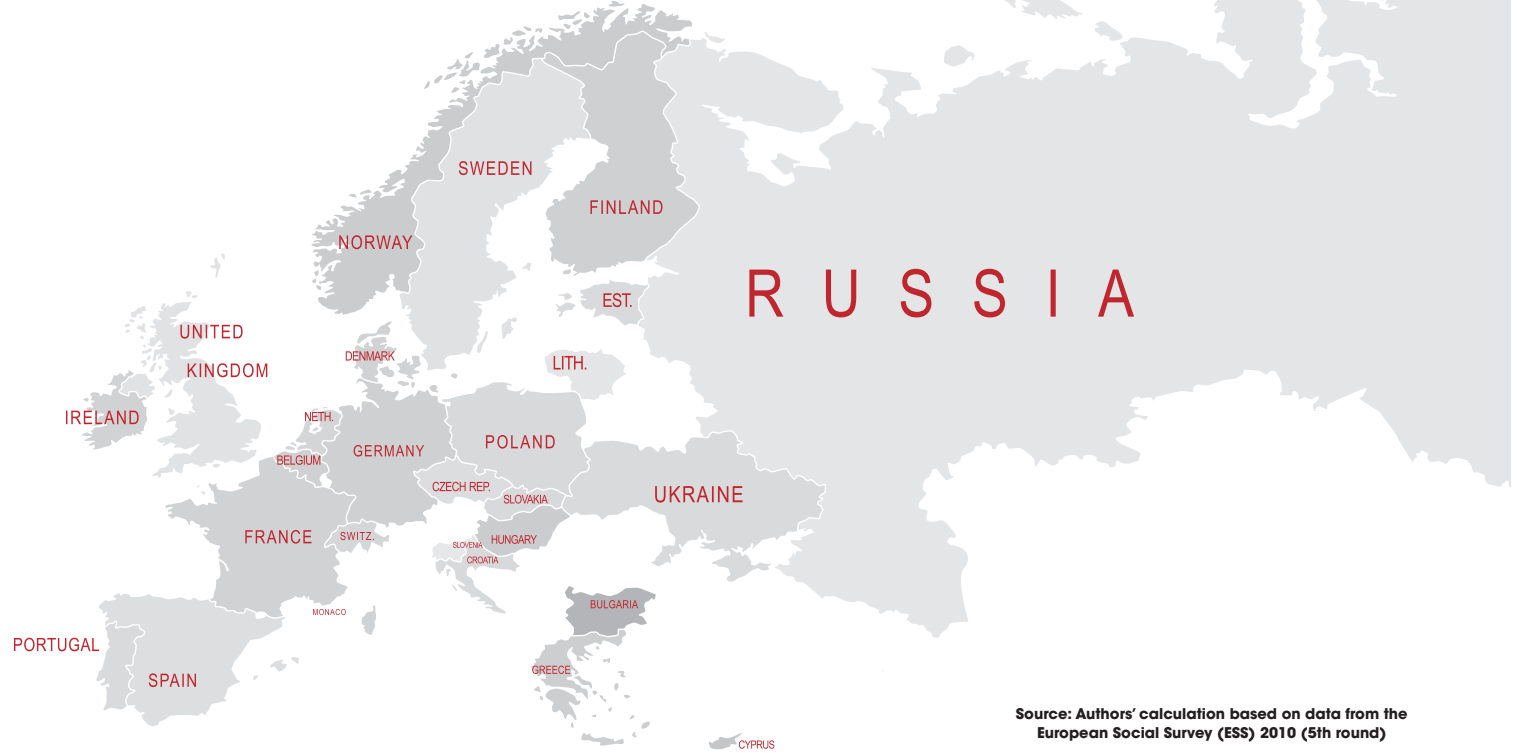 SWEDEN
FINLAND
NORWAY
RUSSIA
EST.
UNITED
KINGDOM
DENMARK
LITH.
IRELAND
NETH.
GERMANY
POLAND
BELGIUM
CZECH REP.
SLOVAKIA
UKRAINE
FRANCE
SWITZ.
HUNGARY
SLOVENIA
CROATIA
MONACO
BULGARIA
PORTUGAL
SPAIN
GREECE
CYPRUS
Source: Authors’ calculation based on data from the
European Social Survey (ESS) 2010 (5th round)